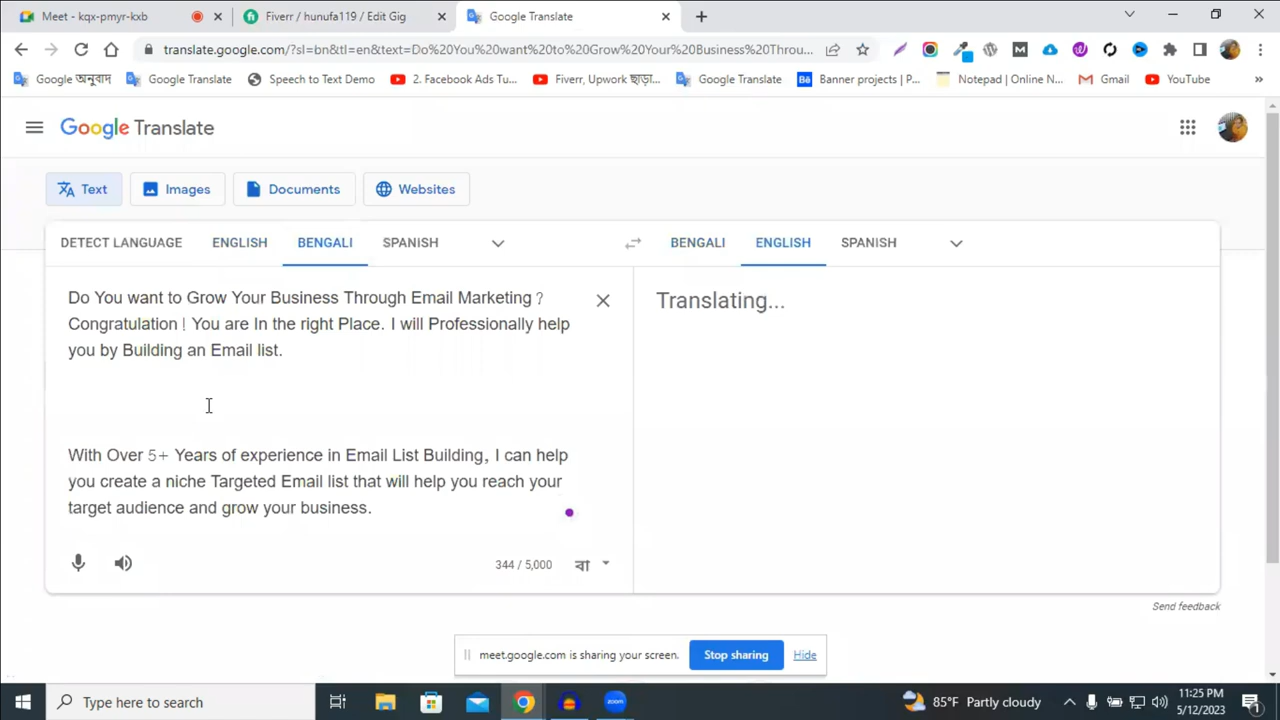 Meet - kqx-pmyr-kxb
Fiverr / hunufa119 / Edit Gig
Google Translate
translate.google.com/?sl=bn&tl=en&text=Do%20You%20want%20to%20Grow%20Your%20Business%20Throu...
Google অনুবাদ
Google Translate
Speech to Text Demo
2. Facebook Ads Tu...
Fiverr, Upwork ছাড়া...
Google Translate
Banner projects | P...
Notepad | Online N...
Gmail
YouTube
Google Translate
Text
Images
Documents
Websites
DETECT LANGUAGE
ENGLISH
BENGALI
SPANISH
BENGALI
ENGLISH
SPANISH
Do You want to Grow Your Business Through Email Marketing ?
Congratulation ! You are In the right Place. I will Professionally help
you by Building an Email list.
With Over 5+ Years of experience in Email List Building, I can help
you create a niche Targeted Email list that will help you reach your
target audience and grow your business.
Translating...
344 / 5,000
বা
Send feedback
meet.google.com is sharing your screen.
Stop sharing
Hide
Type here to search
zoom
85°F Partly cloudy
11:25 PM
5/12/2023